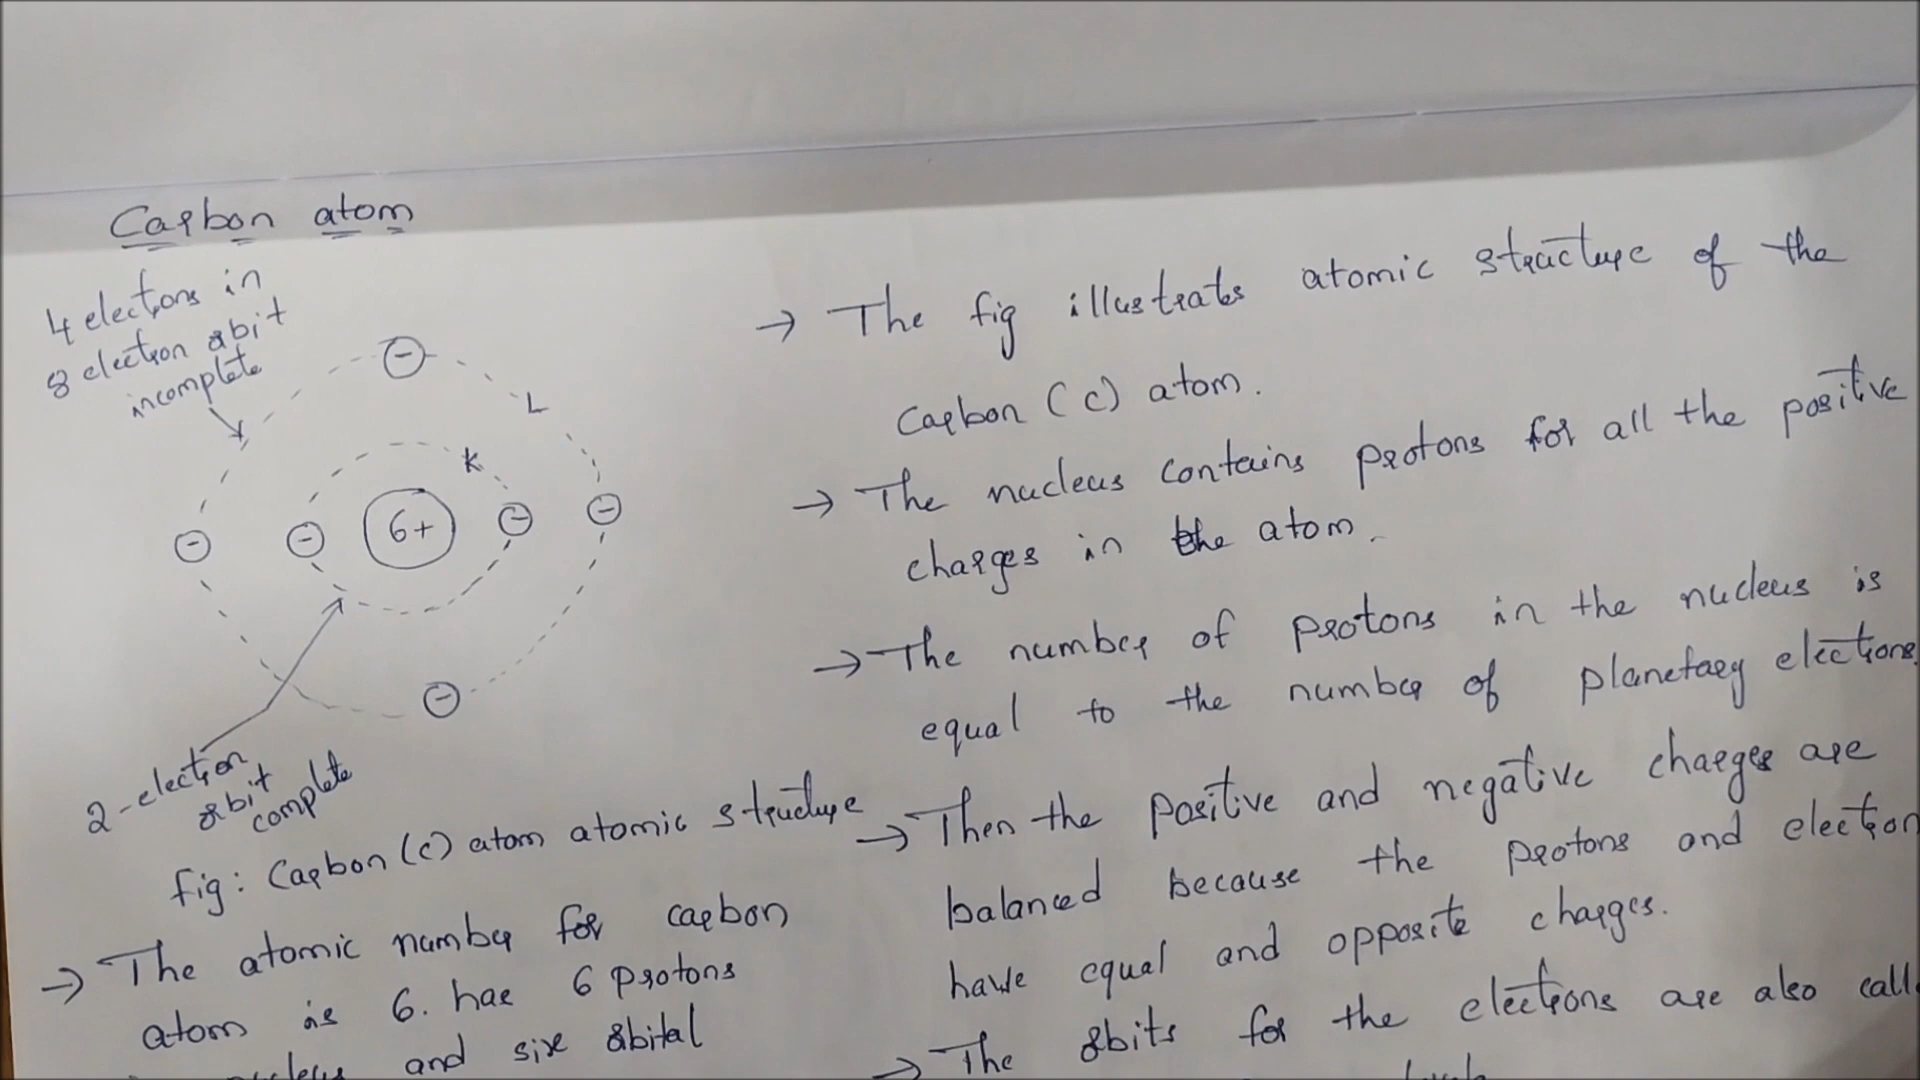 Carbon atom
4 electrons in
8 electron orbit
incomplete
-
L
K
-
-
6+
-
-
-
2-electron
orbit
complete
fig: Carbon (c) atom atomic structure
→ The atomic number for carbon
atom is 6. has 6 protons
and six orbital
→ The fig illustrates atomic structure of the
Carbon (c) atom.
→ The nucleus contains protons for all the positive
charges in the atom.
→ The number of protons in the nucleus is
equal to the number of planetary electrons
→ Then the positive and negative charges are
balanced because the protons and electron
have equal and opposite charges.
→ The orbits for the electrons are also call